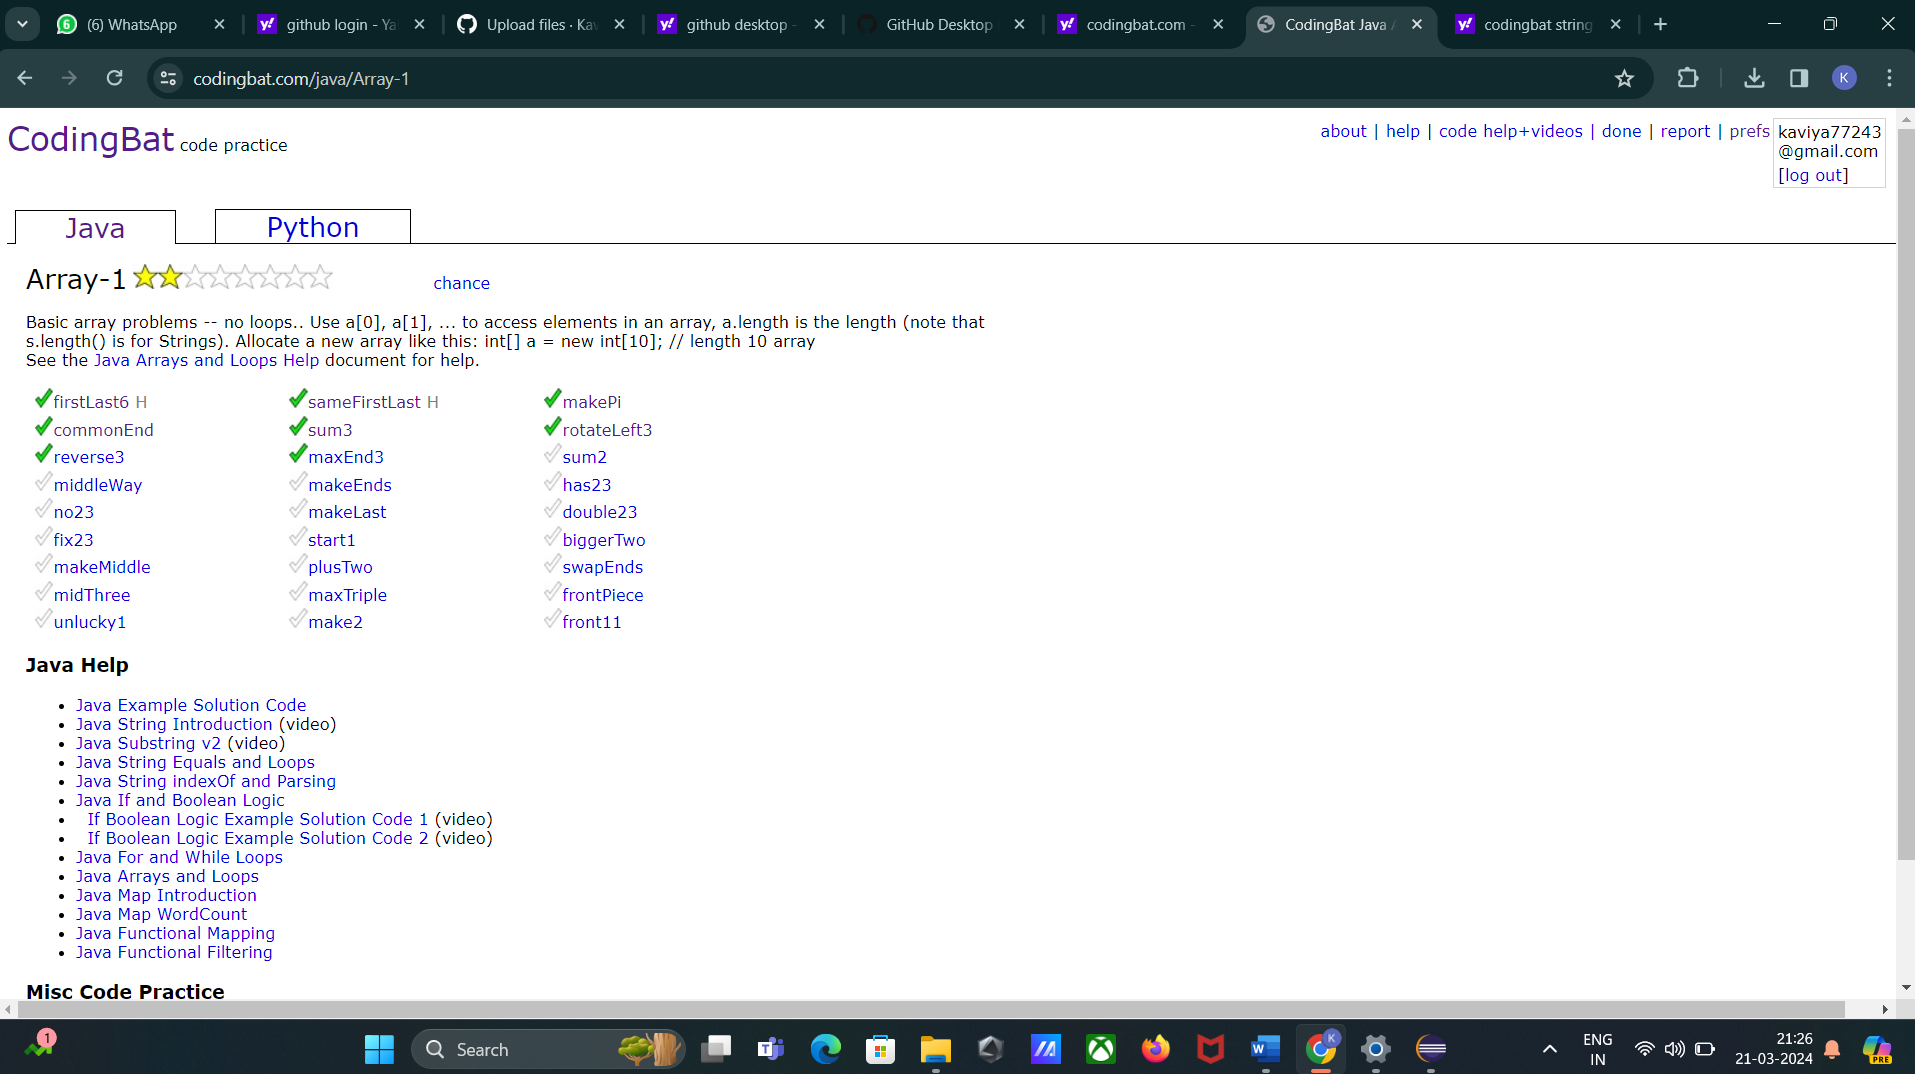 (6) WhatsApp
github login - Ya
Upload files · Kav
github desktop -
GitHub Desktop
codingbat.com -
CodingBat Java A
codingbat string
codingbat.com/java/Array-1
K
CodingBat code practice
about | help | code help+videos | done | report | prefs
kaviya77243
@gmail.com
[log out]
Java
Python
Array-1
chance
Basic array problems -- no loops.. Use a[0], a[1], ... to access elements in an array, a.length is the length (note that
s.length() is for Strings). Allocate a new array like this: int[] a = new int[10]; // length 10 array
See the Java Arrays and Loops Help document for help.
firstLast6 H sameFirstLast H makePi
commonEnd sum3 rotateLeft3
reverse3 maxEnd3 sum2
middleWay makeEnds has23
no23 makeLast double23
fix23 start1 biggerTwo
makeMiddle plusTwo swapEnds
midThree maxTriple frontPiece
unlucky1 make2 front11
Java Help
Java Example Solution Code
Java String Introduction (video)
Java Substring v2 (video)
Java String Equals and Loops
Java String indexOf and Parsing
Java If and Boolean Logic
If Boolean Logic Example Solution Code 1 (video)
If Boolean Logic Example Solution Code 2 (video)
Java For and While Loops
Java Arrays and Loops
Java Map Introduction
Java Map WordCount
Java Functional Mapping
Java Functional Filtering
Misc Code Practice
1
Search
K
ENG
IN
21:26
21-03-2024
PRE